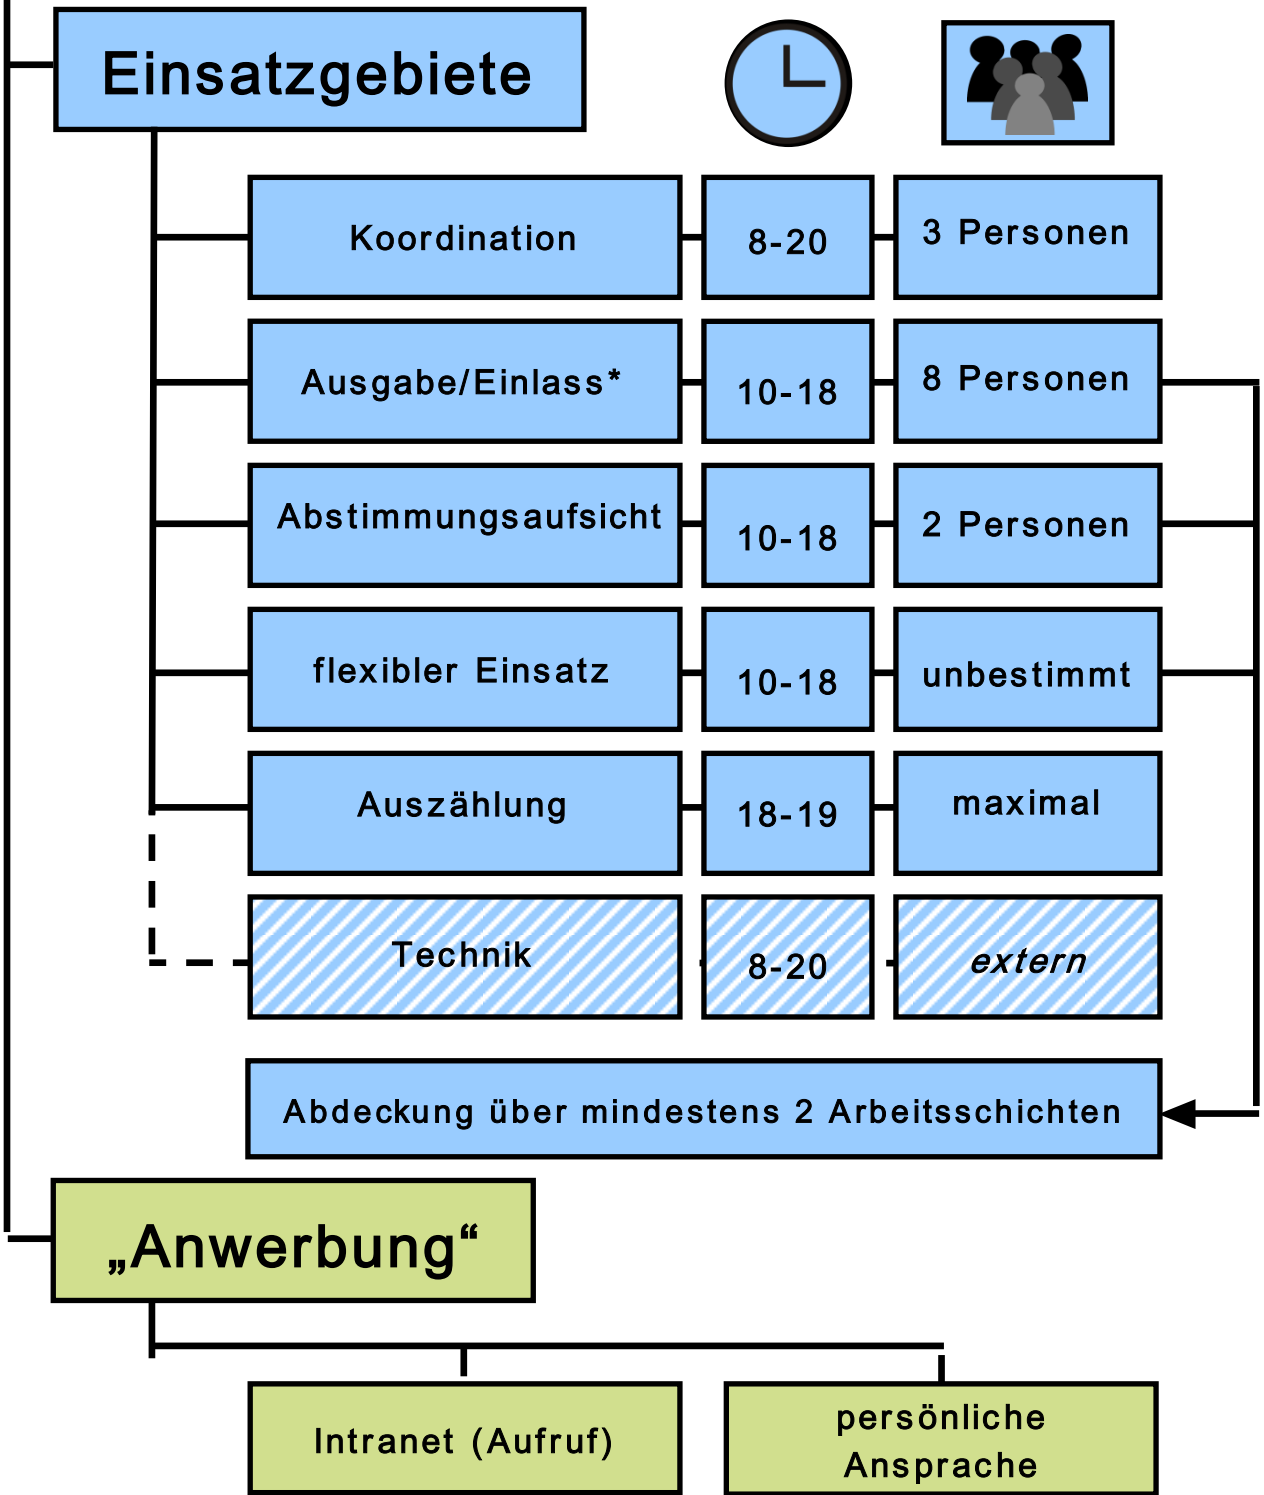 Einsatzgebiete
Koordination
8-20
3 Personen
Ausgabe/Einlass*
10-18
8 Personen
Abstimmungsaufsicht
10-18
2 Personen
flexibler Einsatz
10-18
unbestimmt
Auszählung
18-19
maximal
Technik
8-20
extern
Abdeckung über mindestens 2 Arbeitsschichten
„Anwerbung“
Intranet (Aufruf)
persönliche
Ansprache